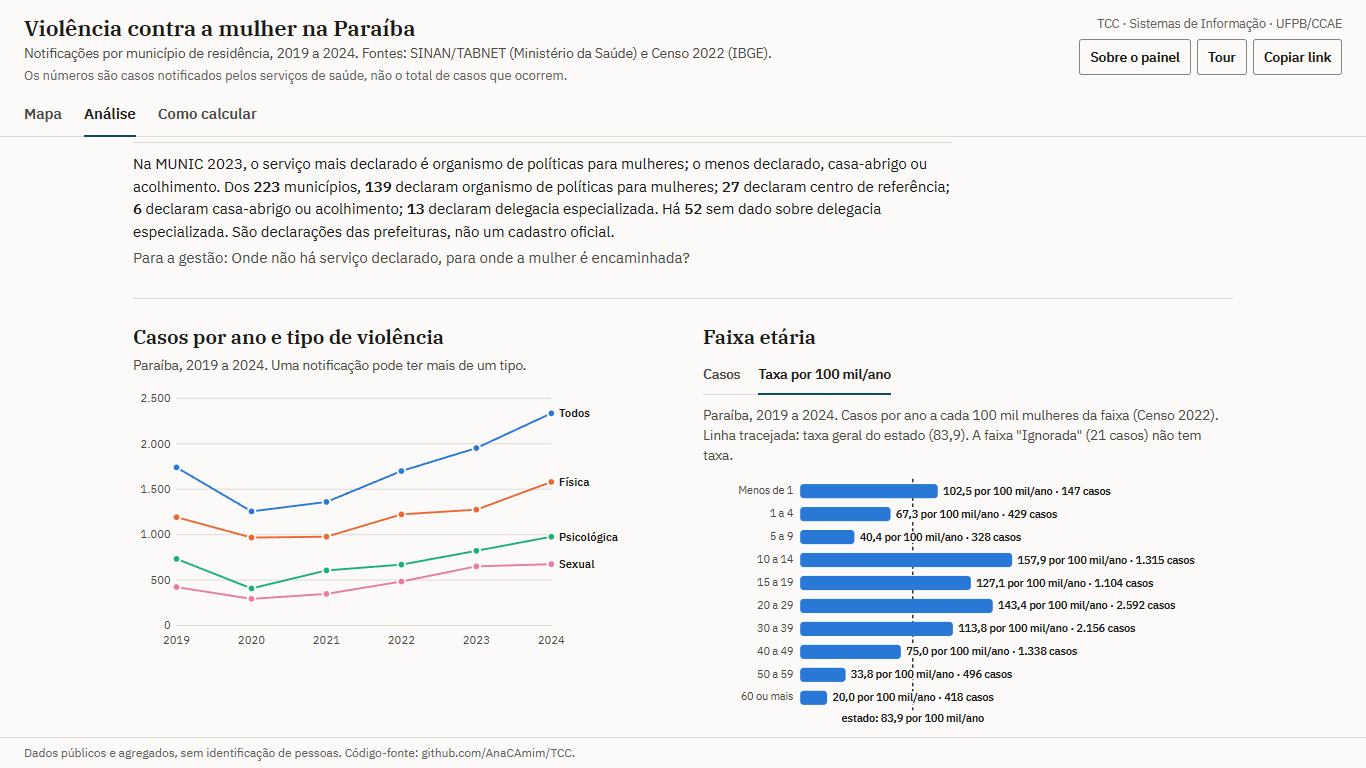 Violência contra a mulher na Paraíba
Notificações por município de residência, 2019 a 2024. Fontes: SINAN/TABNET (Ministério da Saúde) e Censo 2022 (IBGE).
Os números são casos notificados pelos serviços de saúde, não o total de casos que ocorrem.
TCC · Sistemas de Informação · UFPB/CCAE
Sobre o painel
Tour
Copiar link
Mapa
Análise
Como calcular
Na MUNIC 2023, o serviço mais declarado é organismo de políticas para mulheres; o menos declarado, casa-abrigo ou
acolhimento. Dos 223 municípios, 139 declaram organismo de políticas para mulheres; 27 declaram centro de referência;
6 declaram casa-abrigo ou acolhimento; 13 declaram delegacia especializada. Há 52 sem dado sobre delegacia
especializada. São declarações das prefeituras, não um cadastro oficial.
Para a gestão: Onde não há serviço declarado, para onde a mulher é encaminhada?
Casos por ano e tipo de violência
Paraíba, 2019 a 2024. Uma notificação pode ter mais de um tipo.
2.500
2.000
1.500
1.000
500
0
2019
2020
2021
2022
2023
2024
Todos
Física
Psicológica
Sexual
Faixa etária
Casos
Taxa por 100 mil/ano
Paraíba, 2019 a 2024. Casos por ano a cada 100 mil mulheres da faixa (Censo 2022).
Linha tracejada: taxa geral do estado (83,9). A faixa "Ignorada" (21 casos) não tem
taxa.
Menos de 1 102,5 por 100 mil/ano · 147 casos
1 a 4 67,3 por 100 mil/ano · 429 casos
5 a 9 40,4 por 100 mil/ano · 328 casos
10 a 14 157,9 por 100 mil/ano · 1.315 casos
15 a 19 127,1 por 100 mil/ano · 1.104 casos
20 a 29 143,4 por 100 mil/ano · 2.592 casos
30 a 39 113,8 por 100 mil/ano · 2.156 casos
40 a 49 75,0 por 100 mil/ano · 1.338 casos
50 a 59 33,8 por 100 mil/ano · 496 casos
60 ou mais 20,0 por 100 mil/ano · 418 casos
estado: 83,9 por 100 mil/ano
Dados públicos e agregados, sem identificação de pessoas. Código-fonte: github.com/AnaCAmim/TCC.